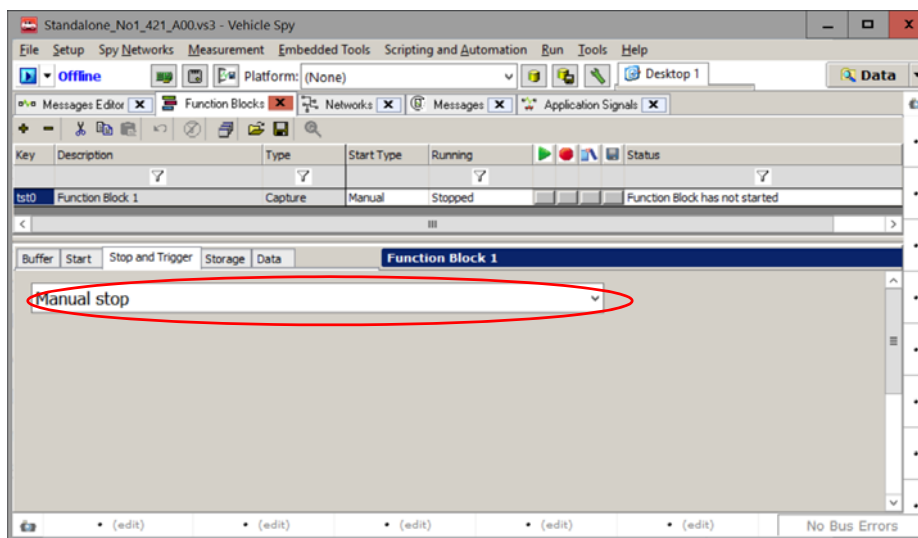 Standalone_No1_421_A00.vs3 - Vehicle Spy
File Setup Spy Networks Measurement Embedded Tools Scripting and Automation Run Tools Help
Offline Platform: (None) Desktop 1 Data
Messages Editor Function Blocks Networks Messages Application Signals
Key Description Type Start Type Running Status
tst0 Function Block 1 Capture Manual Stopped Function Block has not started
Buffer Start Stop and Trigger Storage Data Function Block 1
Manual stop
(edit) (edit) (edit) (edit) (edit) No Bus Errors